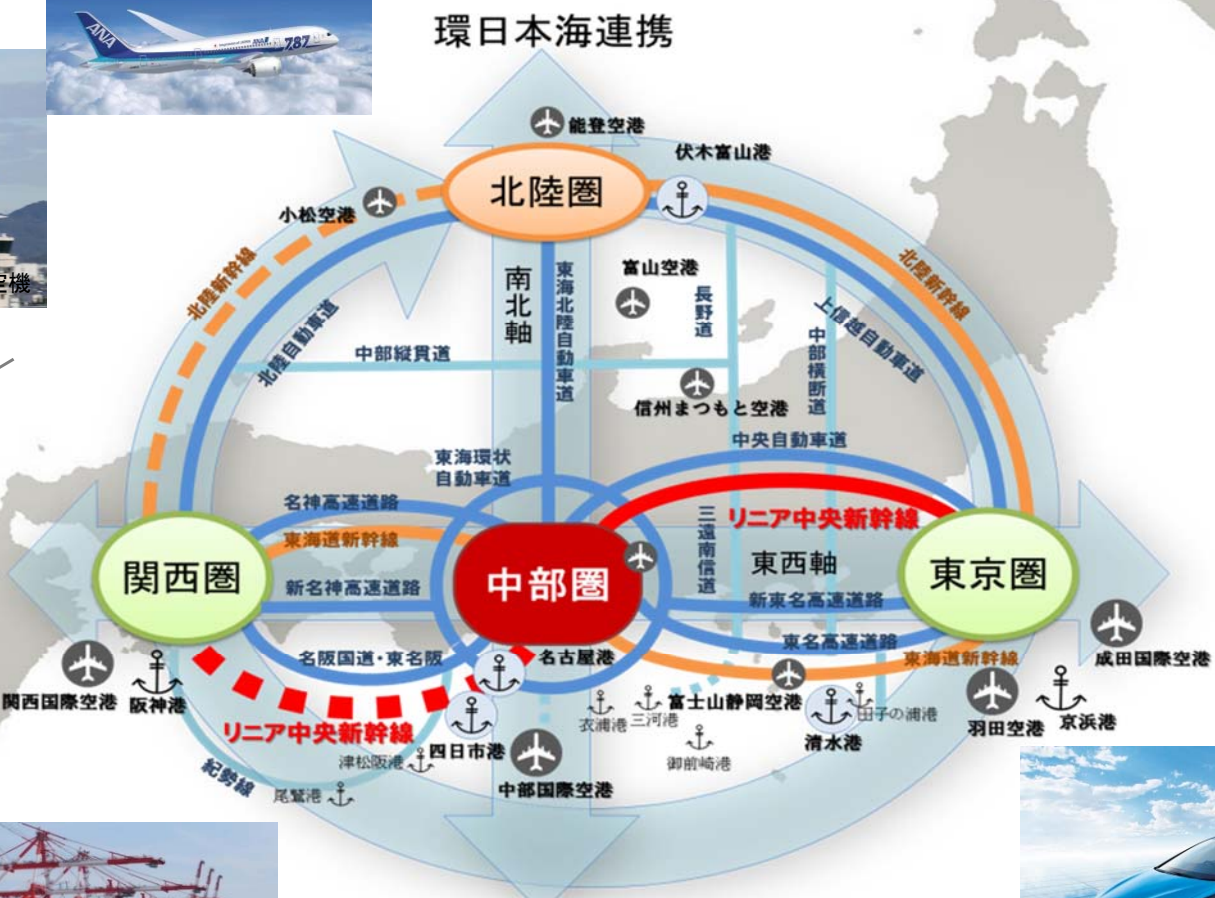 環日本海連携
ANA
787
能登空港
伏木富山港
北陸圏
小松空港
空機
北陸新幹線
北陸自動車道
南北軸
東海北陸自動車道
富山空港
長野道
中部横断道
上信越自動車道
北陸新幹線
中部縦貫道
信州まつもと空港
中央自動車道
東海環状
自動車道
名神高速道路
東海道新幹線
リニア中央新幹線
三遠南信道
東西軸
関西圏
中部圏
東京圏
新名神高速道路
新東名高速道路
東名高速道路
東海道新幹線
名阪国道・東名阪
名古屋港
成田国際空港
関西国際空港
阪神港
リニア中央新幹線
衣浦港
三河港
富士山静岡空港
田子の浦港
羽田空港
京浜港
清水港
四日市港
津松阪港
御前崎港
紀勢線
尾鷲港
中部国際空港